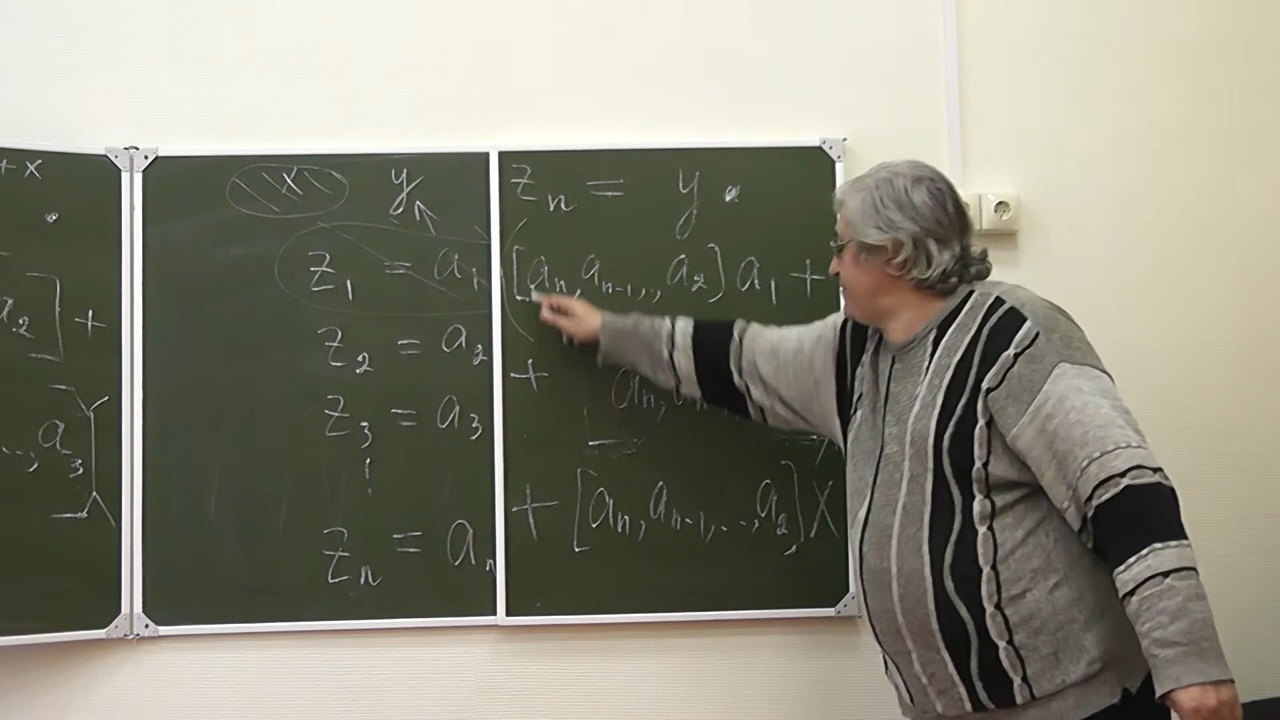 + x
a₂] +
.., a₃
x y
z₁ = a₁
z₂ = a₂
z₃ = a₃
zₙ = aₙ
zₙ = y .
[aₙ, aₙ₋₁, .., a₂] a₁ +
+ aₙ, a
+ [aₙ, aₙ₋₁, .., a₂] x